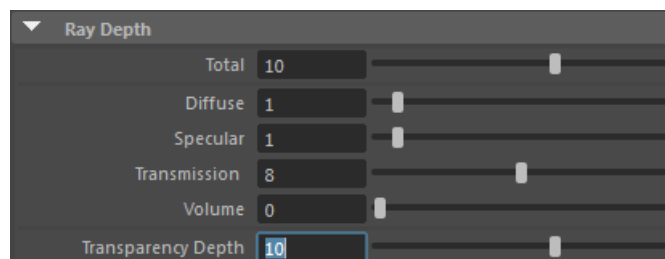 Ray Depth
Total 10
Diffuse 1
Specular 1
Transmission 8
Volume 0
Transparency Depth 10